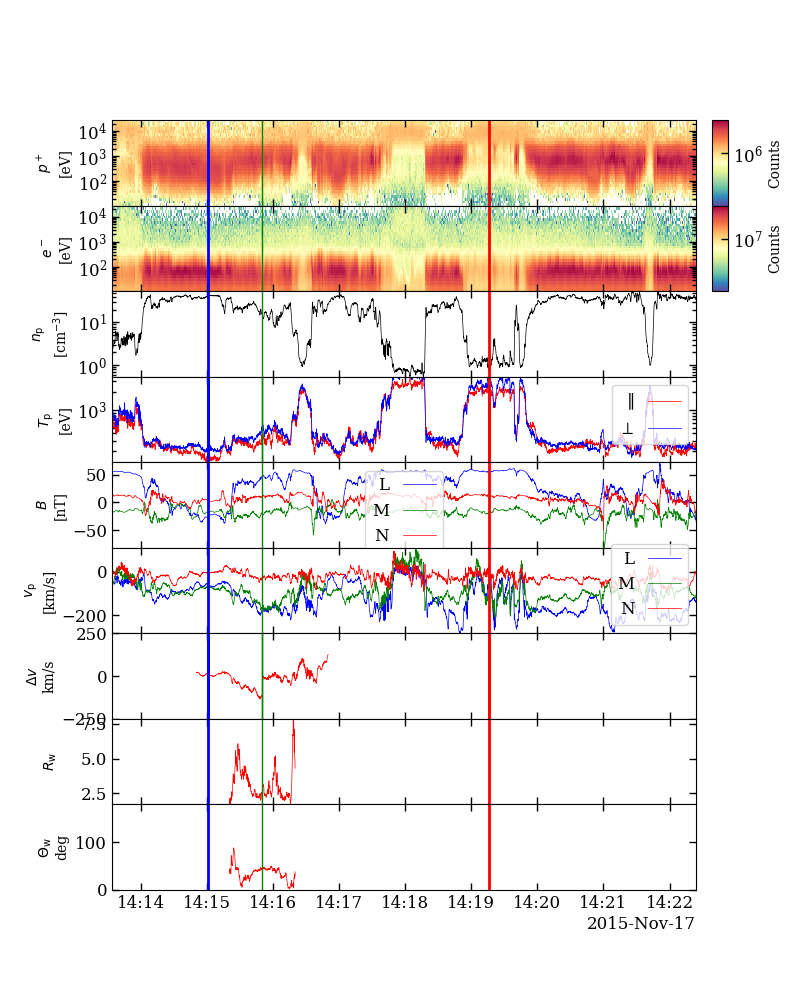 10⁴
10³
10²
p⁺
[eV]
10⁶
Counts
10⁴
10³
10²
e⁻
[eV]
10⁷
Counts
10¹
10⁰
nₚ
[cm⁻³]
10³
Tₚ
[eV]
∥
⊥
50
0
−50
B
[nT]
L
M
N
0
−200
vₚ
[km/s]
L
M
N
250
0
−250
Δv
km/s
7.5
5.0
2.5
R_w
100
0
Θ_w
deg
14:14 14:15 14:16 14:17 14:18 14:19 14:20 14:21 14:22
2015-Nov-17